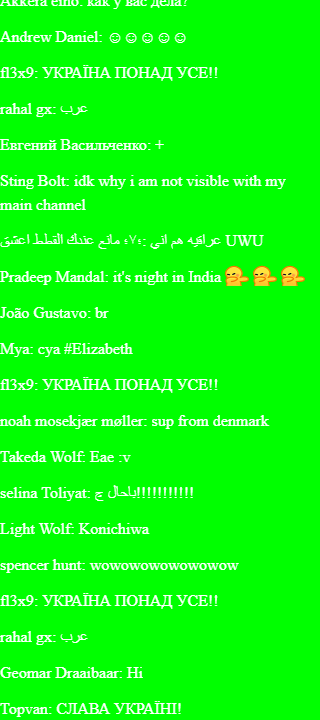 Akkera eino: как у вас дела?
Andrew Daniel: ☺☺☺☺☺
fl3x9: УКРАЇНА ПОНАД УСЕ!!
rahal gx: عرب
Евгений Васильченко: +
Sting Bolt: idk why i am not visible with my
main channel
عراقيه هم اني :٧؛؛ مانج عندك القطط اعشق UWU
Pradeep Mandal: it's night in India 🤭🤭🤭
João Gustavo: br
Mya: cya #Elizabeth
fl3x9: УКРАЇНА ПОНАД УСЕ!!
noah mosekjær møller: sup from denmark
Takeda Wolf: Eae :v
selina Toliyat: باحال ج!!!!!!!!!!!
Light Wolf: Konichiwa
spencer hunt: wowowowowowowow
fl3x9: УКРАЇНА ПОНАД УСЕ!!
rahal gx: عرب
Geomar Draaibaar: Hi
Topvan: СЛАВА УКРАЇНІ!